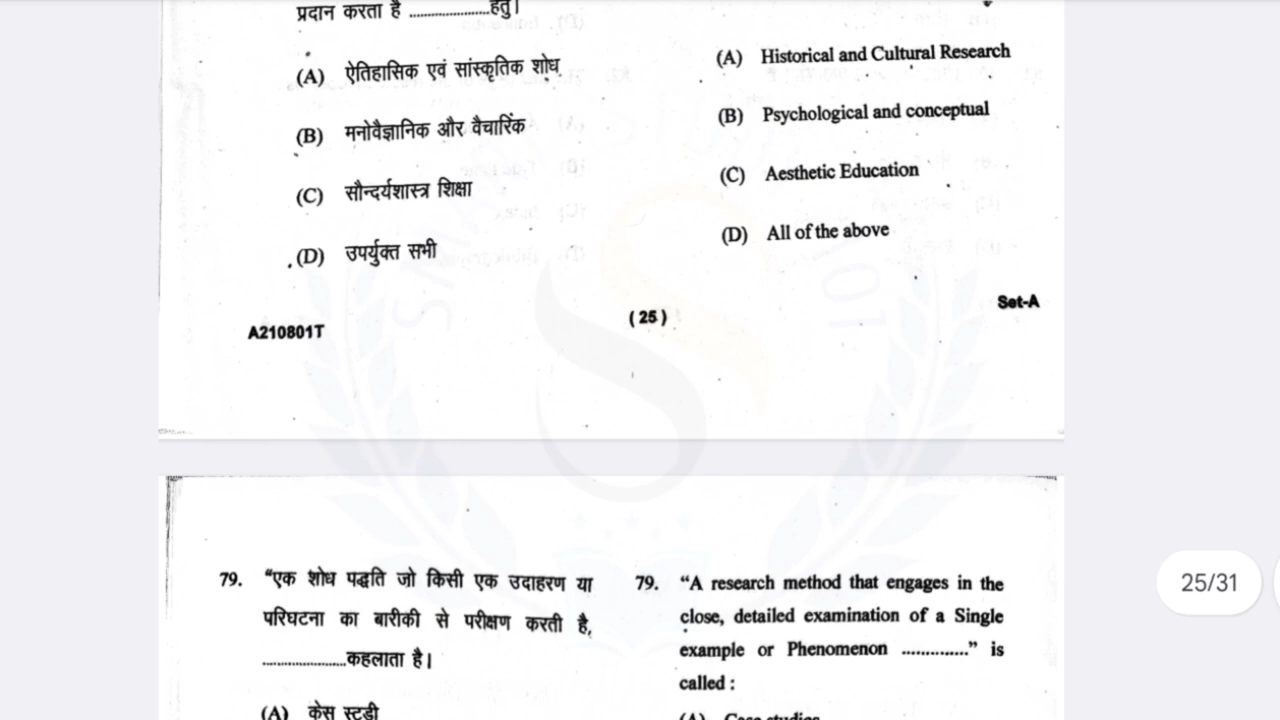 प्रदान करता है ......................हेतु।
(A) ऐतिहासिक एवं सांस्कृतिक शोध
(B) मनोवैज्ञानिक और वैचारिक
(C) सौन्दर्यशास्त्र शिक्षा
(D) उपर्युक्त सभी
(A) Historical and Cultural Research
(B) Psychological and conceptual
(C) Aesthetic Education
(D) All of the above
A210801T
(25)
Set-A
79. “एक शोध पद्धति जो किसी एक उदाहरण या
परिघटना का बारीकी से परीक्षण करती है,
......................कहलाता है।
(A) केस स्टडी
79. “A research method that engages in the
close, detailed examination of a Single
example or Phenomenon ..............” is
called :
(A) Case studies
25/31